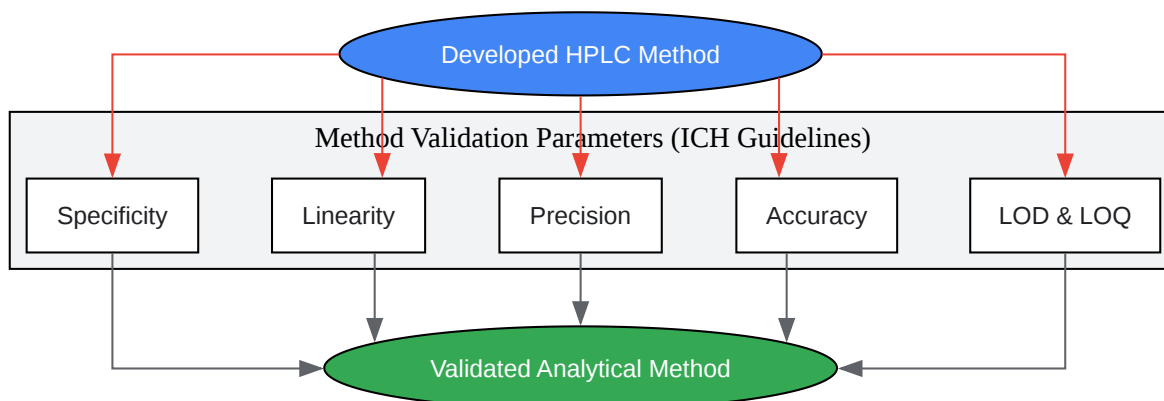 Developed HPLC Method
Method Validation Parameters (ICH Guidelines)
Specificity
Linearity
Precision
Accuracy
LOD & LOQ
Validated Analytical Method